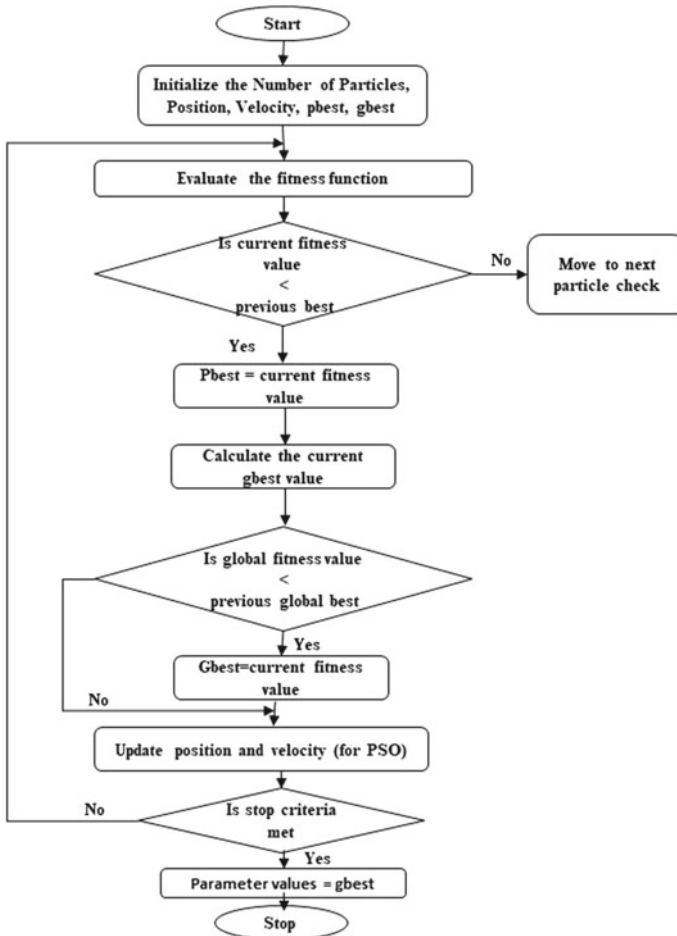 Start
Initialize the Number of Particles,
Position, Velocity, pbest, gbest
Evaluate the fitness function
Is current fitness
value
<
previous best
No
Move to next
particle check
Yes
Pbest = current fitness
value
Calculate the current
gbest value
Is global fitness value
<
previous global best
Yes
Gbest=current fitness
value
No
Update position and velocity (for PSO)
No
Is stop criteria
met
Yes
Parameter values = gbest
Stop